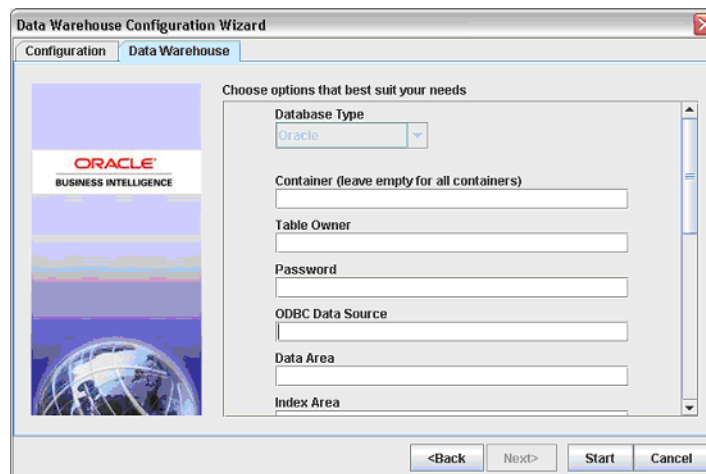 Data Warehouse Configuration Wizard
Configuration
Data Warehouse
Choose options that best suit your needs
ORACLE
BUSINESS INTELLIGENCE
Database Type
Oracle
Container (leave empty for all containers)
Table Owner
Password
ODBC Data Source
Data Area
Index Area
<Back
Next>
Start
Cancel